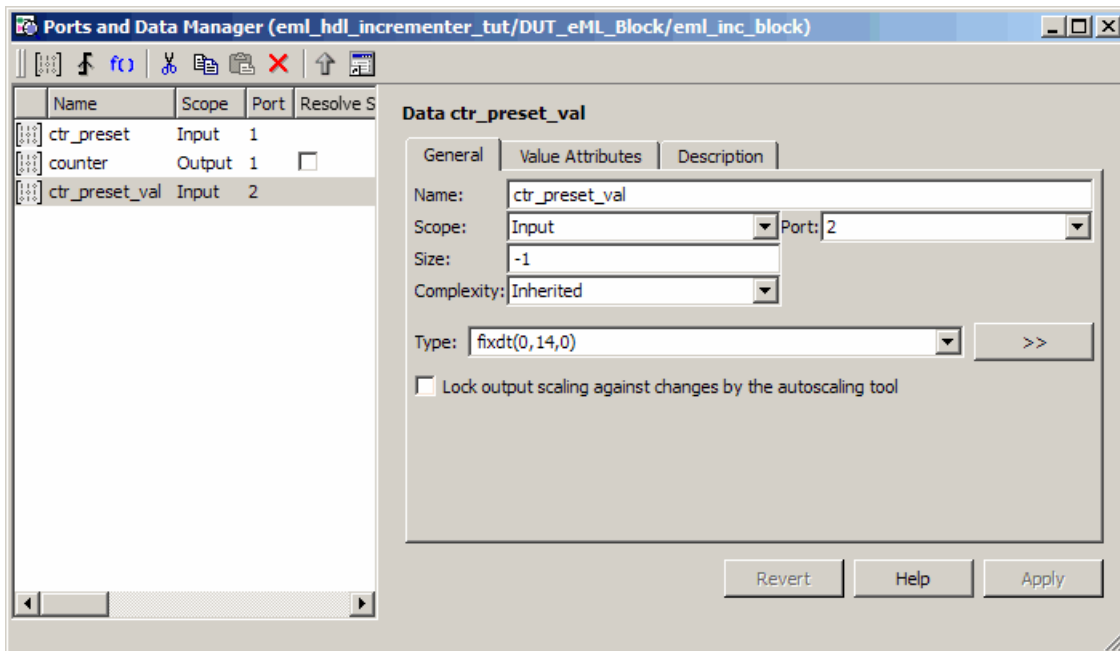 Ports and Data Manager (eml_hdl_incrementer_tut/DUT_eML_Block/eml_inc_block)
f()
Name Scope Port Resolve S
ctr_preset Input 1
counter Output 1
ctr_preset_val Input 2
Data ctr_preset_val
General Value Attributes Description
Name: ctr_preset_val
Scope: Input Port: 2
Size: -1
Complexity: Inherited
Type: fixdt(0,14,0) >>
Lock output scaling against changes by the autoscaling tool
Revert Help Apply